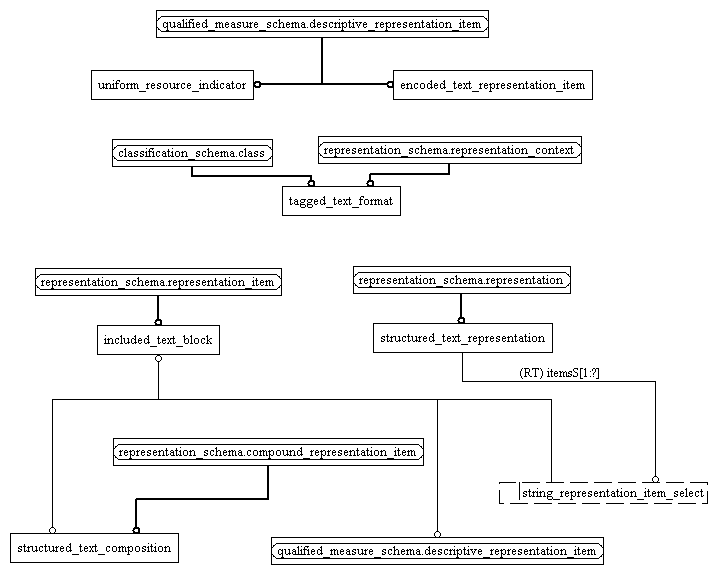 qualified_measure_schema.descriptive_representation_item
uniform_resource_indicator
encoded_text_representation_item
classification_schema.class
representation_schema.representation_context
tagged_text_format
representation_schema.representation_item
representation_schema.representation
included_text_block
structured_text_representation
(RT) itemsS[1:?]
representation_schema.compound_representation_item
string_representation_item_select
structured_text_composition
qualified_measure_schema.descriptive_representation_item